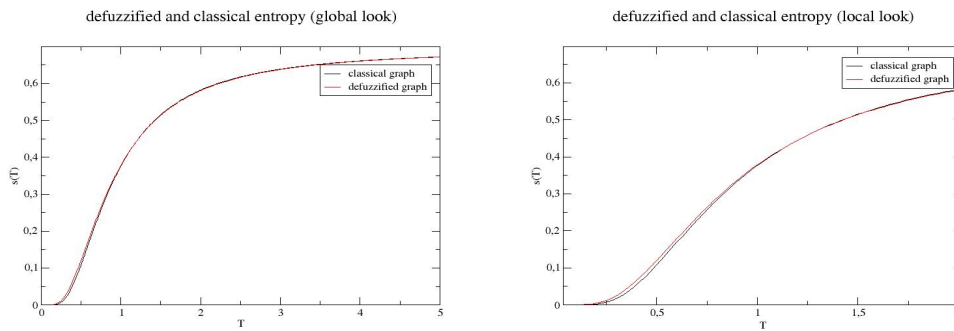 defuzzified and classical entropy (global look)
classical graph
defuzzified graph
s(T)
0,6
0,5
0,4
0,3
0,2
0,1
0
0 1 2 3 4 5
T
defuzzified and classical entropy (local look)
classical graph
defuzzified graph
s(T)
0,6
0,5
0,4
0,3
0,2
0,1
0
0,5 1 1,5
T